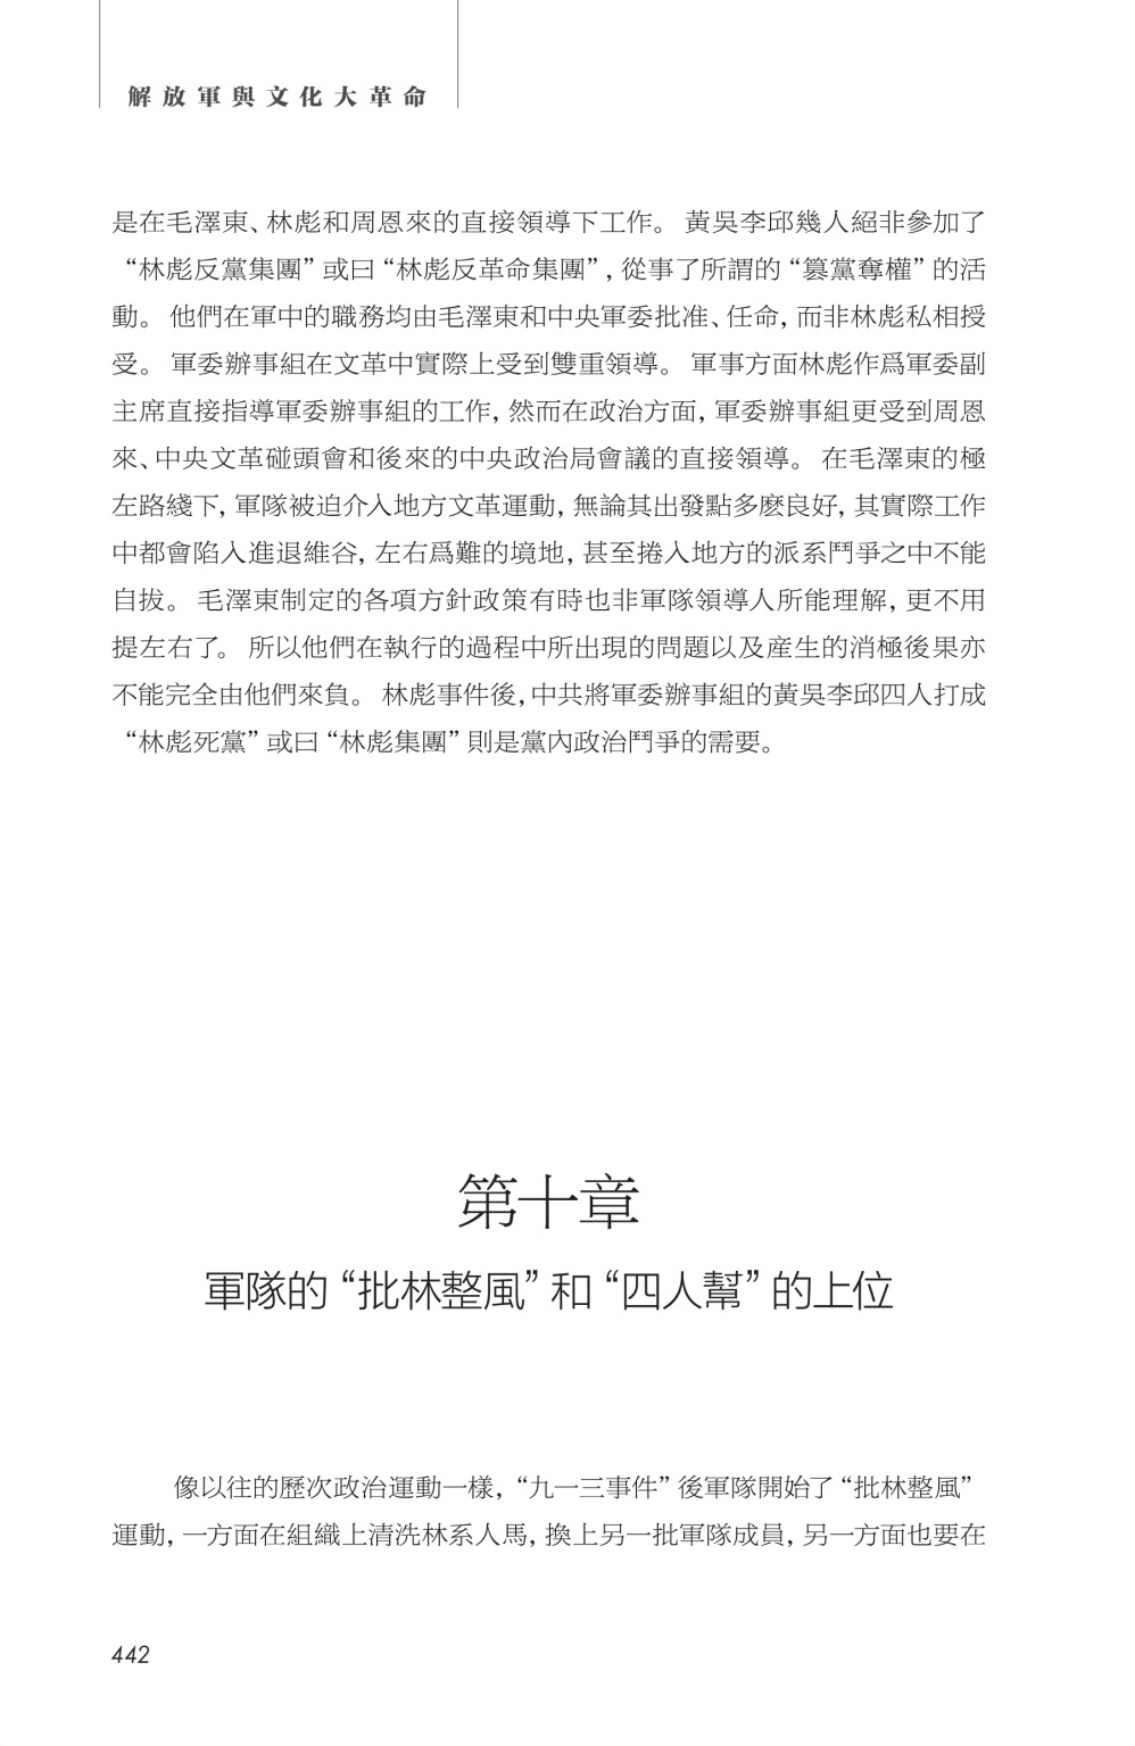 解放軍與文化大革命
是在毛澤東、林彪和周恩來的直接領導下工作。 黃吳李邱幾人絕非參加了
“林彪反黨集團” 或曰 “林彪反革命集團” , 從事了所謂的 “篡黨奪權” 的活
動。 他們在軍中的職務均由毛澤東和中央軍委批准、任命, 而非林彪私相授
受。 軍委辦事組在文革中實際上受到雙重領導。 軍事方面林彪作爲軍委副
主席直接指導軍委辦事組的工作, 然而在政治方面, 軍委辦事組更受到周恩
來、中央文革碰頭會和後來的中央政治局會議的直接領導。 在毛澤東的極
左路綫下, 軍隊被迫介入地方文革運動, 無論其出發點多麽良好, 其實際工作
中都會陷入進退維谷, 左右爲難的境地, 甚至捲入地方的派系鬥爭之中不能
自拔。 毛澤東制定的各項方針政策有時也非軍隊領導人所能理解, 更不用
提左右了。 所以他們在執行的過程中所出現的問題以及産生的消極後果亦
不能完全由他們來負。 林彪事件後, 中共將軍委辦事組的黃吳李邱四人打成
“林彪死黨” 或曰 “林彪集團” 則是黨內政治鬥爭的需要。
第十章
軍隊的 “批林整風” 和 “四人幫” 的上位
像以往的歷次政治運動一樣, “九一三事件” 後軍隊開始了 “批林整風”
運動, 一方面在組織上清洗林系人馬, 換上另一批軍隊成員, 另一方面也要在
442